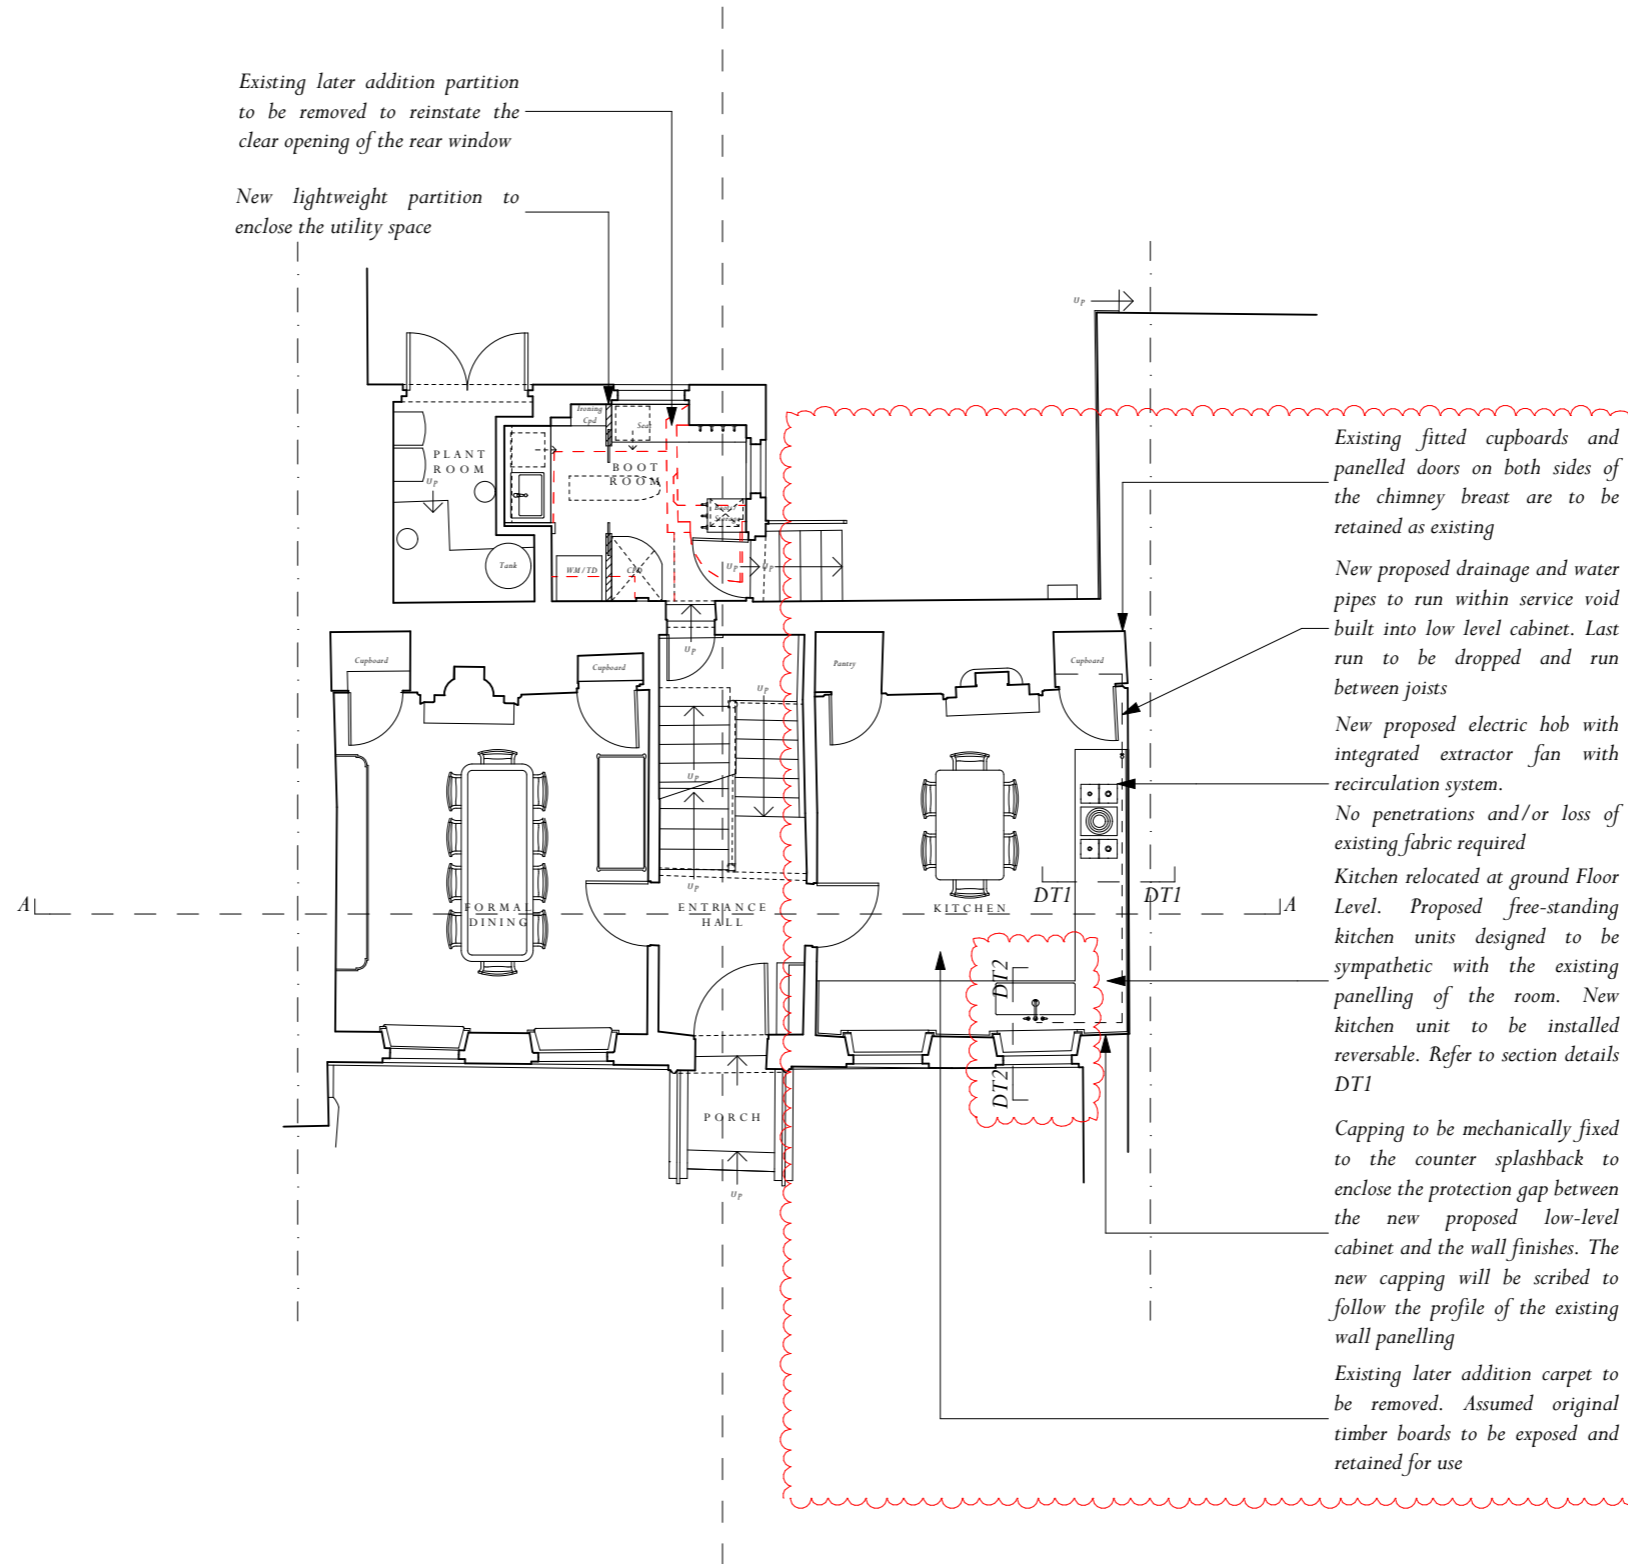 Existing later addition partition
to be removed to reinstate the
clear opening of the rear window
New lightweight partition to
enclose the utility space
Up
Existing fitted cupboards and
panelled doors on both sides of
the chimney breast are to be
retained as existing
New proposed drainage and water
pipes to run within service void
built into low level cabinet. Last
run to be dropped and run
between joists
New proposed electric hob with
integrated extractor fan with
recirculation system.
No penetrations and/or loss of
existing fabric required
Kitchen relocated at ground Floor
Level. Proposed free-standing
kitchen units designed to be
sympathetic with the existing
panelling of the room. New
kitchen unit to be installed
reversable. Refer to section details
DT1
Capping to be mechanically fixed
to the counter splashback to
enclose the protection gap between
the new proposed low-level
cabinet and the wall finishes. The
new capping will be scribed to
follow the profile of the existing
wall panelling
Existing later addition carpet to
be removed. Assumed original
timber boards to be exposed and
retained for use
Ironing
Cpd
Seat
PLANT
ROOM
Up
BOOT
ROOM
Storage
Tank
WM/TD
CPD
Up
Up
Up
Cupboard
Cupboard
Pantry
Cupboard
Up
Up
Up
A
FORMAL
DINING
ENTRANCE
HALL
KITCHEN
DT1
DT1
A
DT2
DT2
PORCH
Up